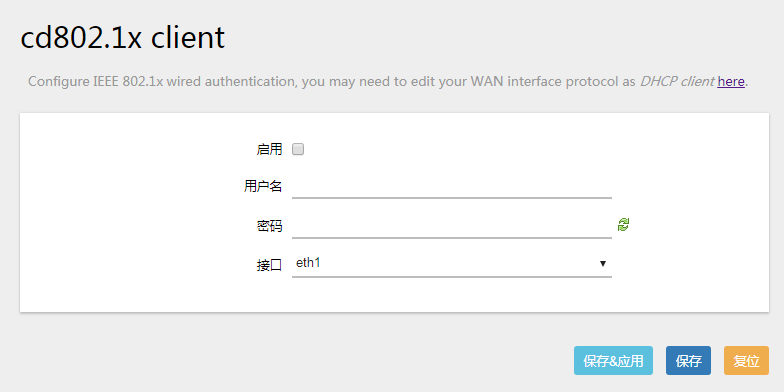 cd802.1x client
Configure IEEE 802.1x wired authentication, you may need to edit your WAN interface protocol as DHCP client here.
启用
用户名
密码
接口 eth1
保存&应用 保存 复位